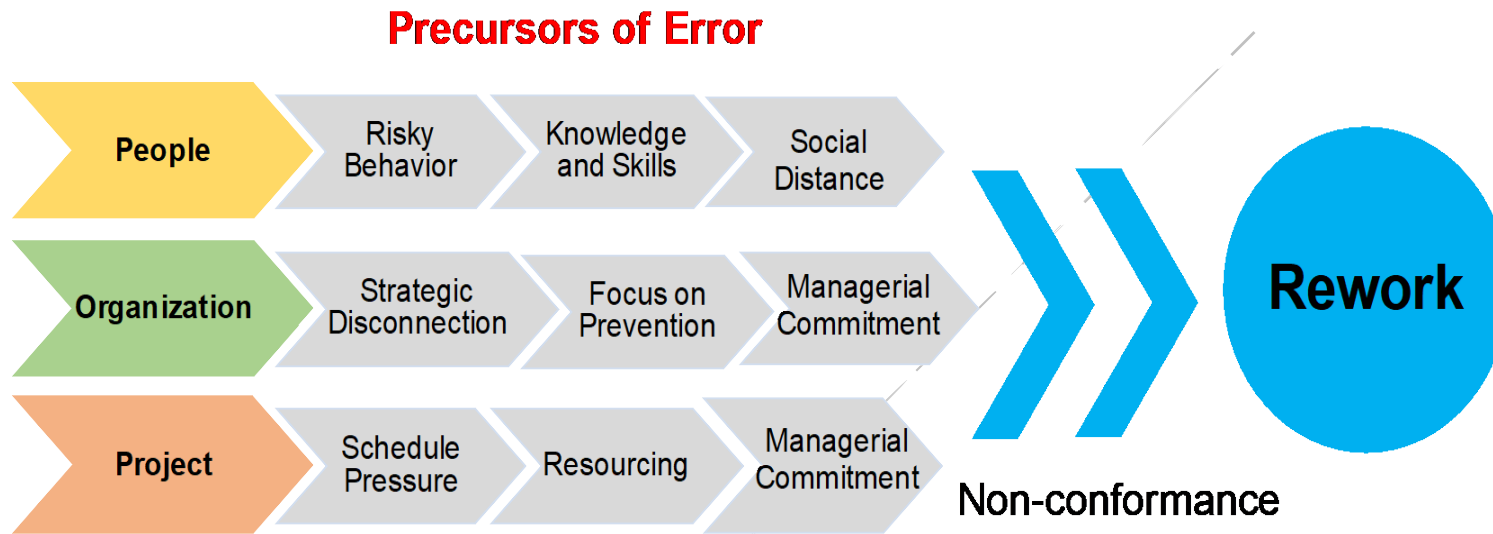 Precursors of Error
People
Risky
Behavior
Knowledge
and Skills
Social
Distance
Organization
Strategic
Disconnection
Focus on
Prevention
Managerial
Commitment
Project
Schedule
Pressure
Resourcing
Managerial
Commitment
Non-conformance
Rework